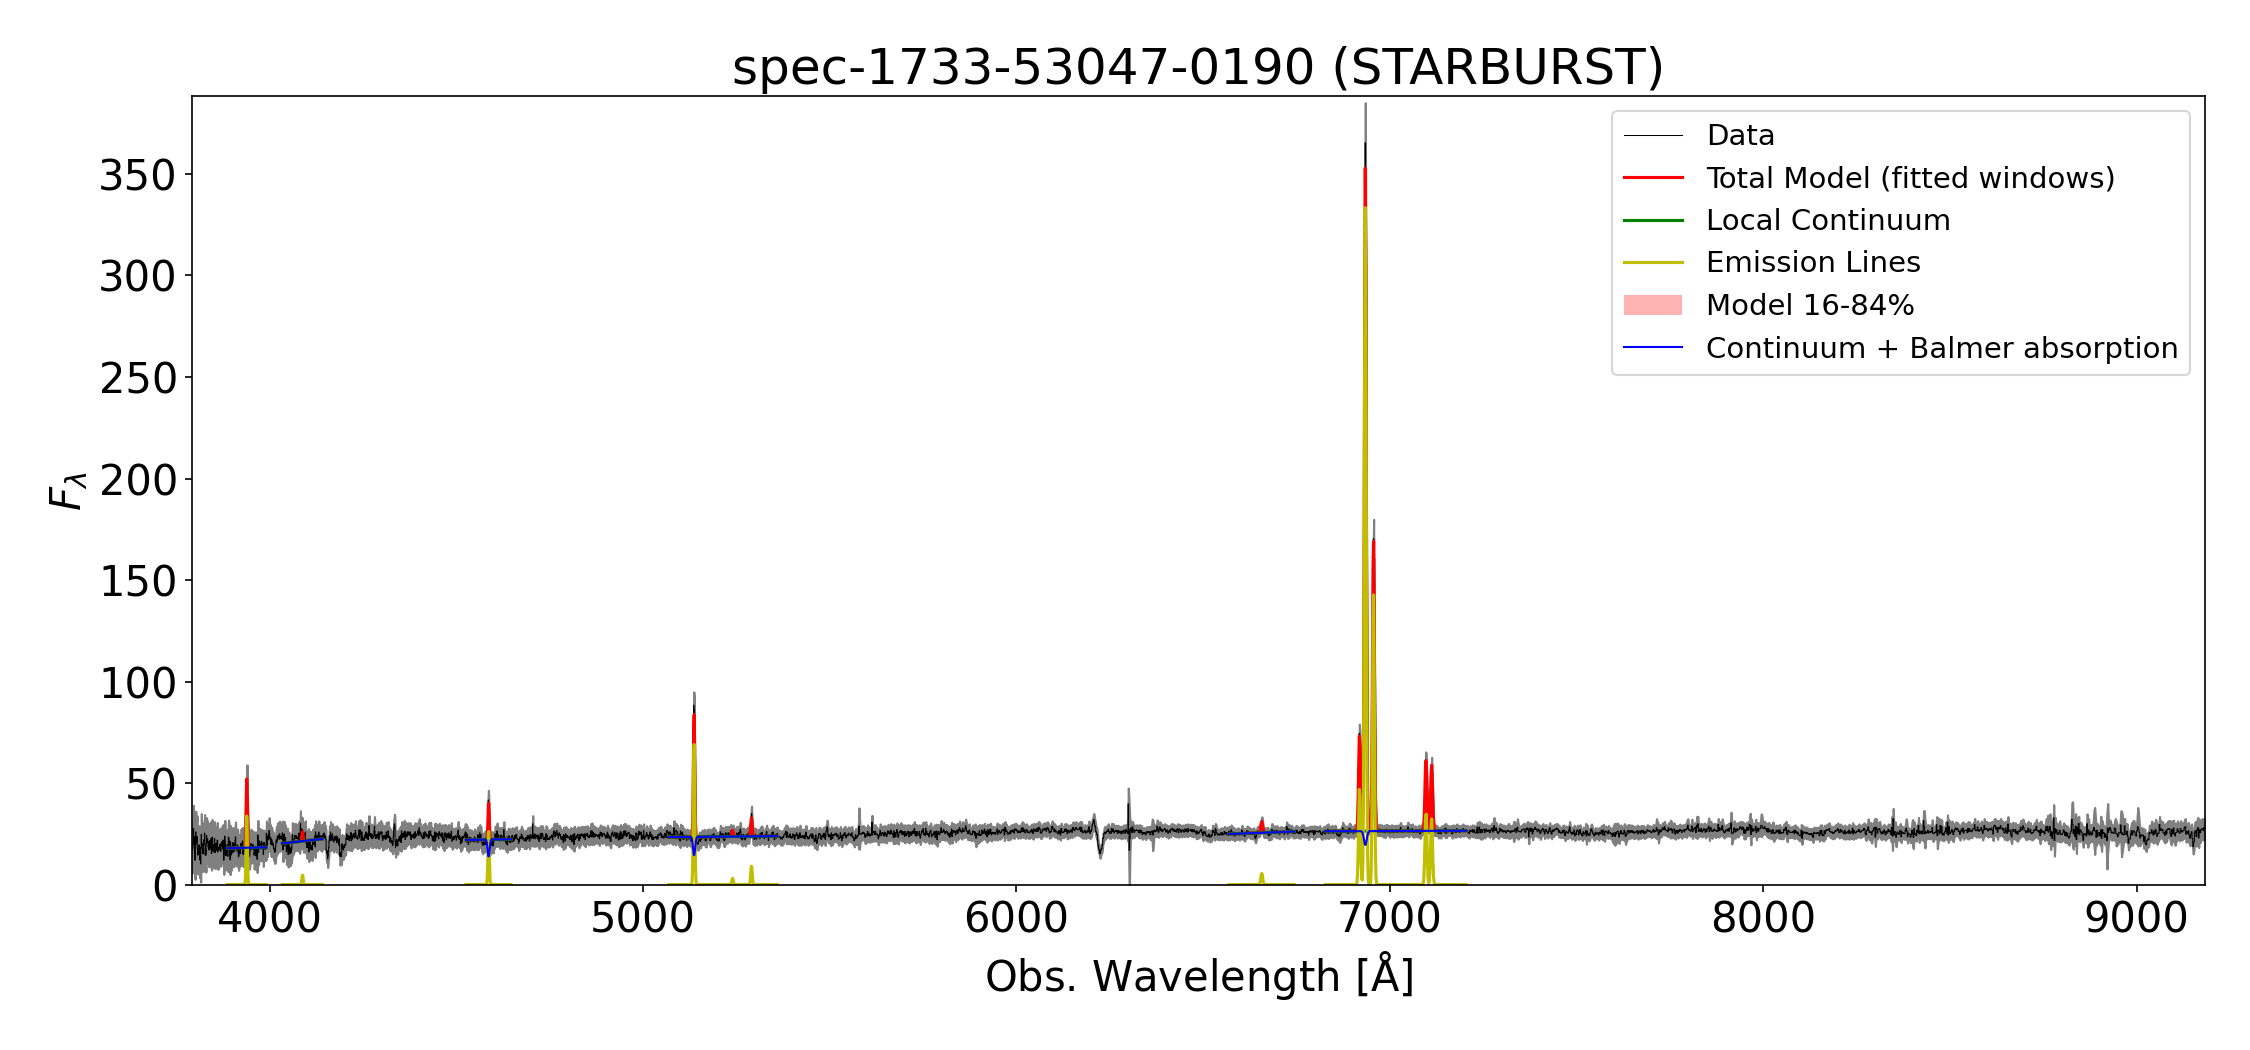 spec-1733-53047-0190 (STARBURST)
Data
Total Model (fitted windows)
Local Continuum
Emission Lines
Model 16-84%
Continuum + Balmer absorption
350
300
250
200
150
100
50
0
Fλ
4000 5000 6000 7000 8000 9000
Obs. Wavelength [Å]